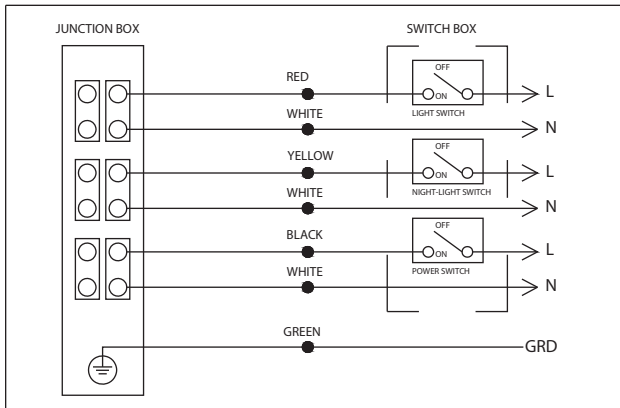 JUNCTION BOX
SWITCH BOX
OFF
RED
L
ON
LIGHT SWITCH
WHITE
N
OFF
YELLOW
L
ON
NIGHT-LIGHT SWITCH
WHITE
N
OFF
BLACK
L
ON
POWER SWITCH
WHITE
N
GREEN
GRD